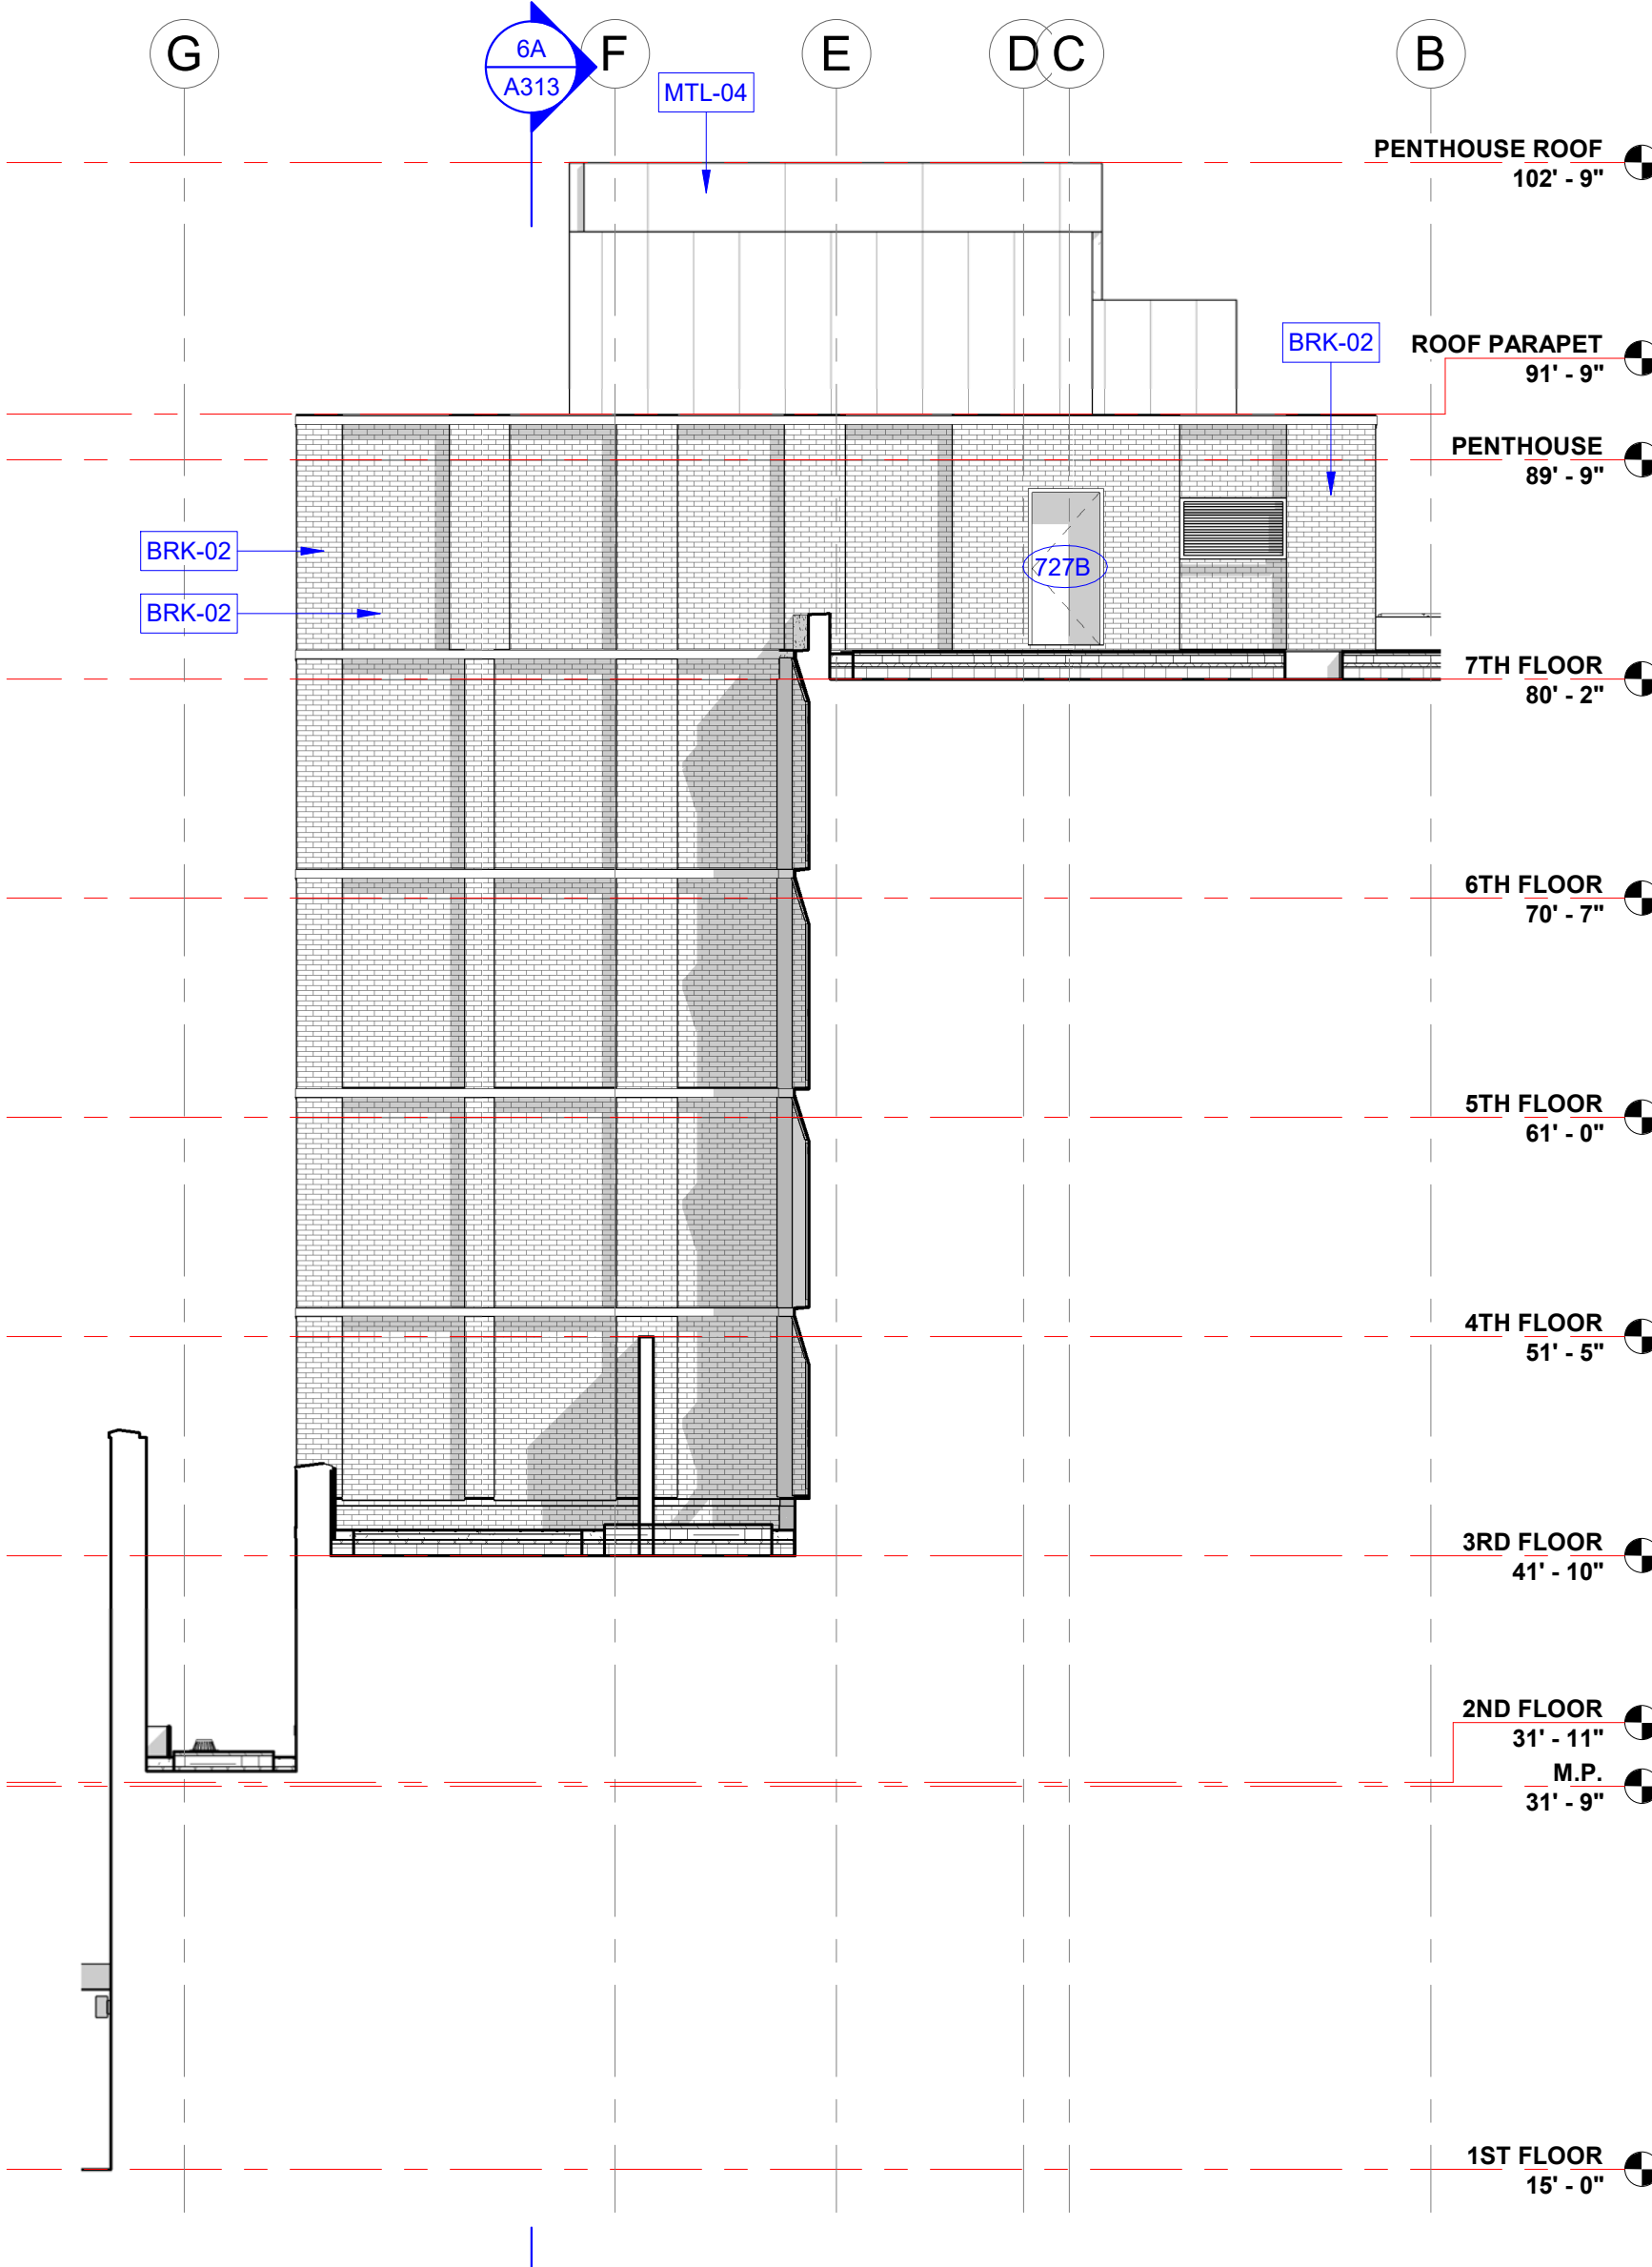 G
6A
A313
F
E
D
C
B
MTL-04
PENTHOUSE ROOF
102' - 9"
BRK-02
ROOF PARAPET
91' - 9"
PENTHOUSE
89' - 9"
BRK-02
727B
BRK-02
7TH FLOOR
80' - 2"
6TH FLOOR
70' - 7"
5TH FLOOR
61' - 0"
4TH FLOOR
51' - 5"
3RD FLOOR
41' - 10"
2ND FLOOR
31' - 11"
M.P.
31' - 9"
1ST FLOOR
15' - 0"